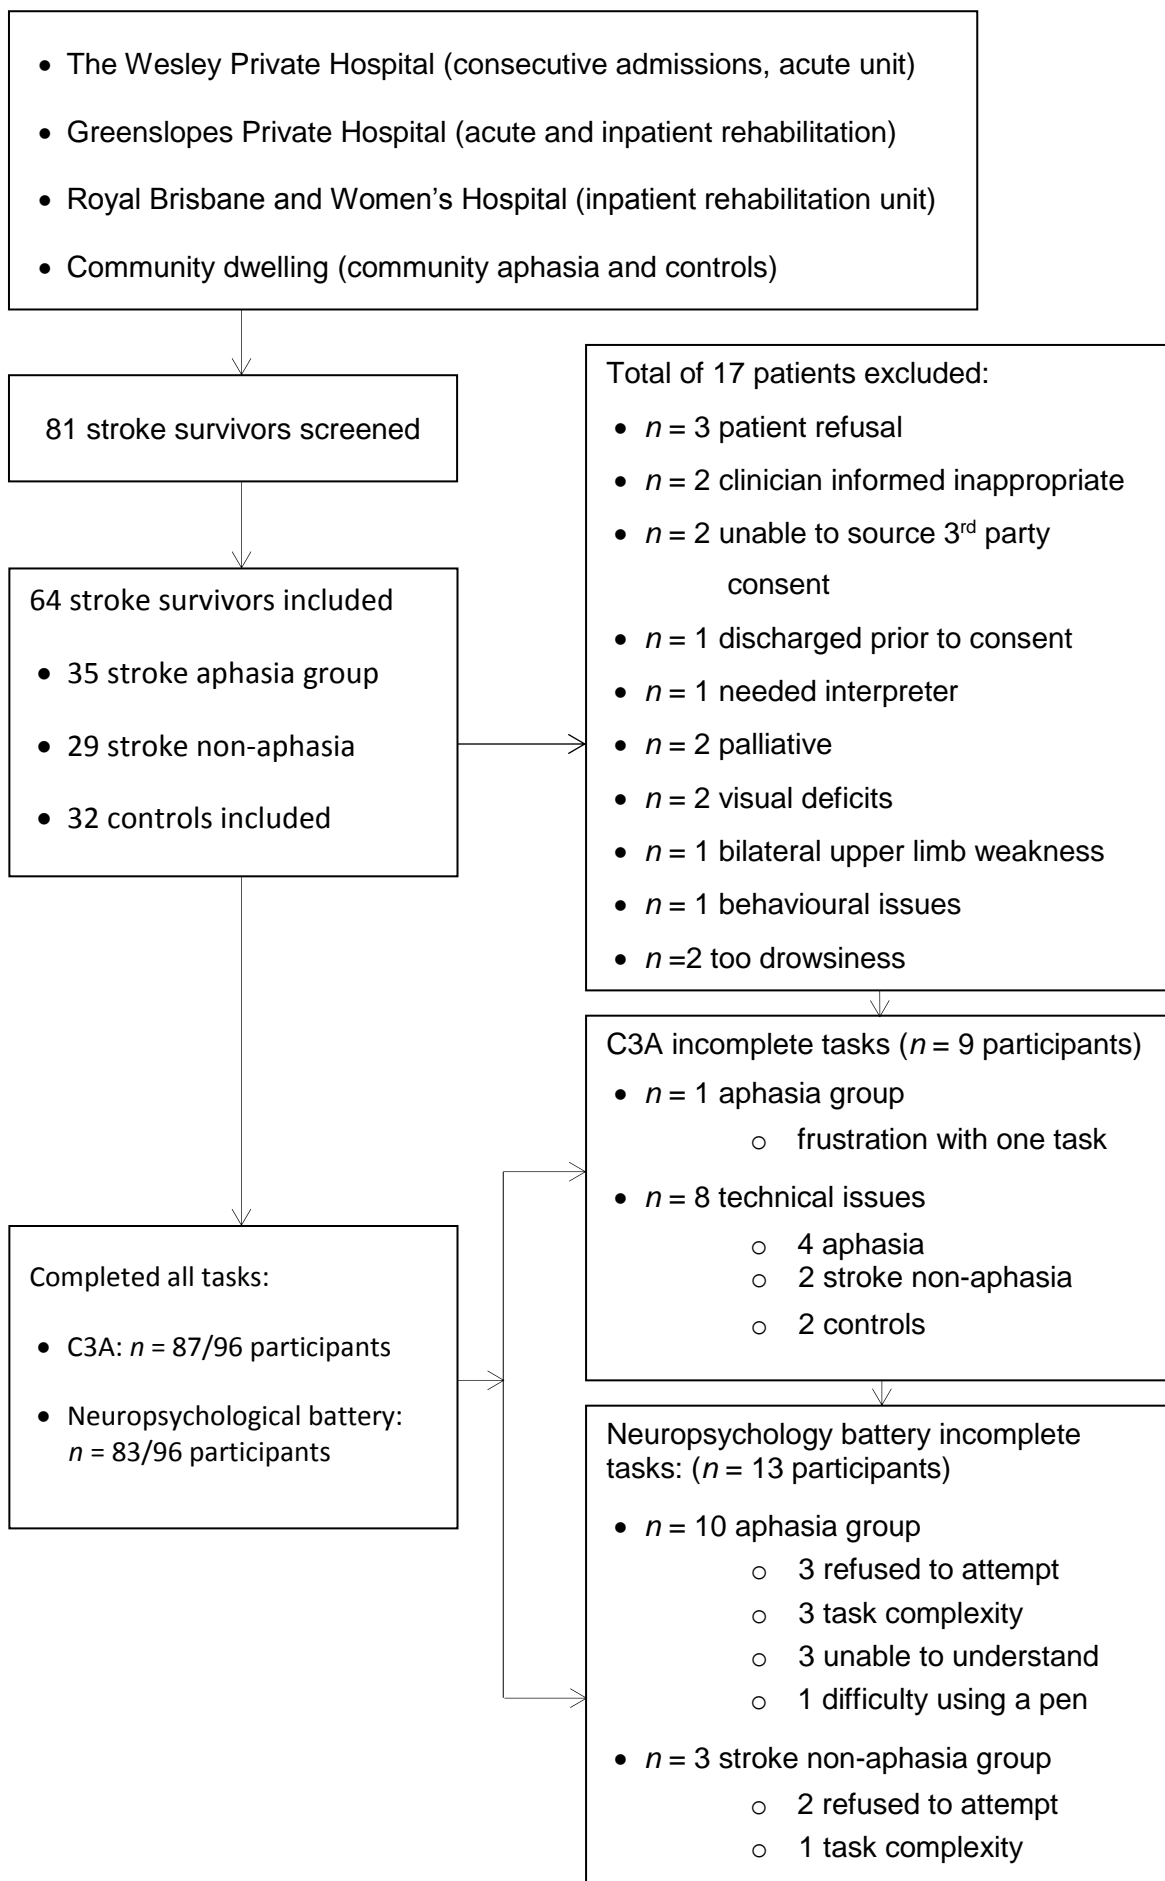 • The Wesley Private Hospital (consecutive admissions, acute unit)
• Greenslopes Private Hospital (acute and inpatient rehabilitation)
• Royal Brisbane and Women’s Hospital (inpatient rehabilitation unit)
• Community dwelling (community aphasia and controls)
81 stroke survivors screened
64 stroke survivors included
• 35 stroke aphasia group
• 29 stroke non-aphasia
• 32 controls included
Total of 17 patients excluded:
• n = 3 patient refusal
• n = 2 clinician informed inappropriate
• n = 2 unable to source 3rd party
consent
• n = 1 discharged prior to consent
• n = 1 needed interpreter
• n = 2 palliative
• n = 2 visual deficits
• n = 1 bilateral upper limb weakness
• n = 1 behavioural issues
• n =2 too drowsiness
C3A incomplete tasks (n = 9 participants)
• n = 1 aphasia group
o frustration with one task
• n = 8 technical issues
o 4 aphasia
o 2 stroke non-aphasia
o 2 controls
Completed all tasks:
• C3A: n = 87/96 participants
• Neuropsychological battery:
n = 83/96 participants
Neuropsychology battery incomplete
tasks: (n = 13 participants)
• n = 10 aphasia group
o 3 refused to attempt
o 3 task complexity
o 3 unable to understand
o 1 difficulty using a pen
• n = 3 stroke non-aphasia group
o 2 refused to attempt
o 1 task complexity